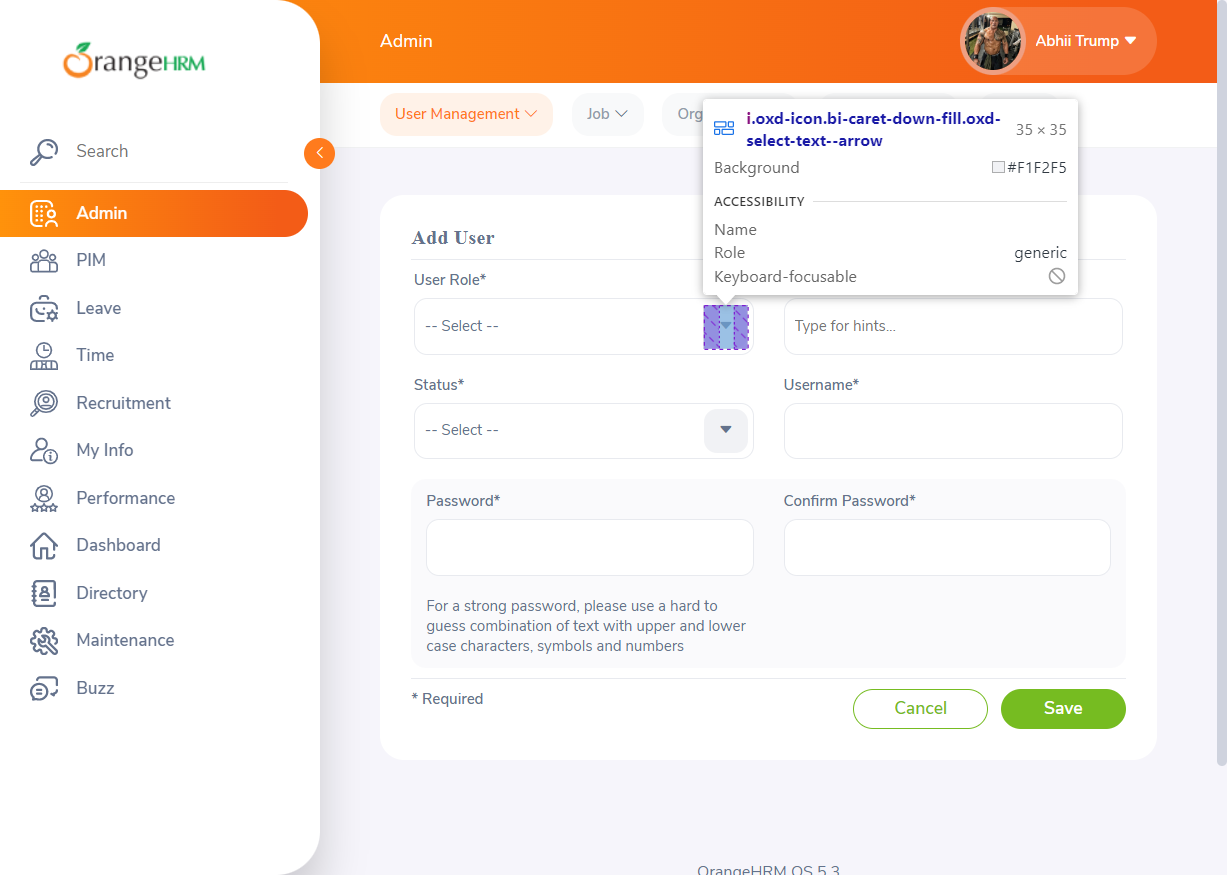 OrangeHRM
Search
Admin
PIM
Leave
Time
Recruitment
My Info
Performance
Dashboard
Directory
Maintenance
Buzz
Admin
Abhii Trump
User Management
Job
Org
i.oxd-icon.bi-caret-down-fill.oxd-
select-text--arrow
35 × 35
Background
#F1F2F5
ACCESSIBILITY
Name
Role
generic
Keyboard-focusable
Add User
User Role*
-- Select --
Type for hints...
Status*
Username*
-- Select --
Password*
Confirm Password*
For a strong password, please use a hard to
guess combination of text with upper and lower
case characters, symbols and numbers
* Required
Cancel
Save
OrangeHRM OS 5.3